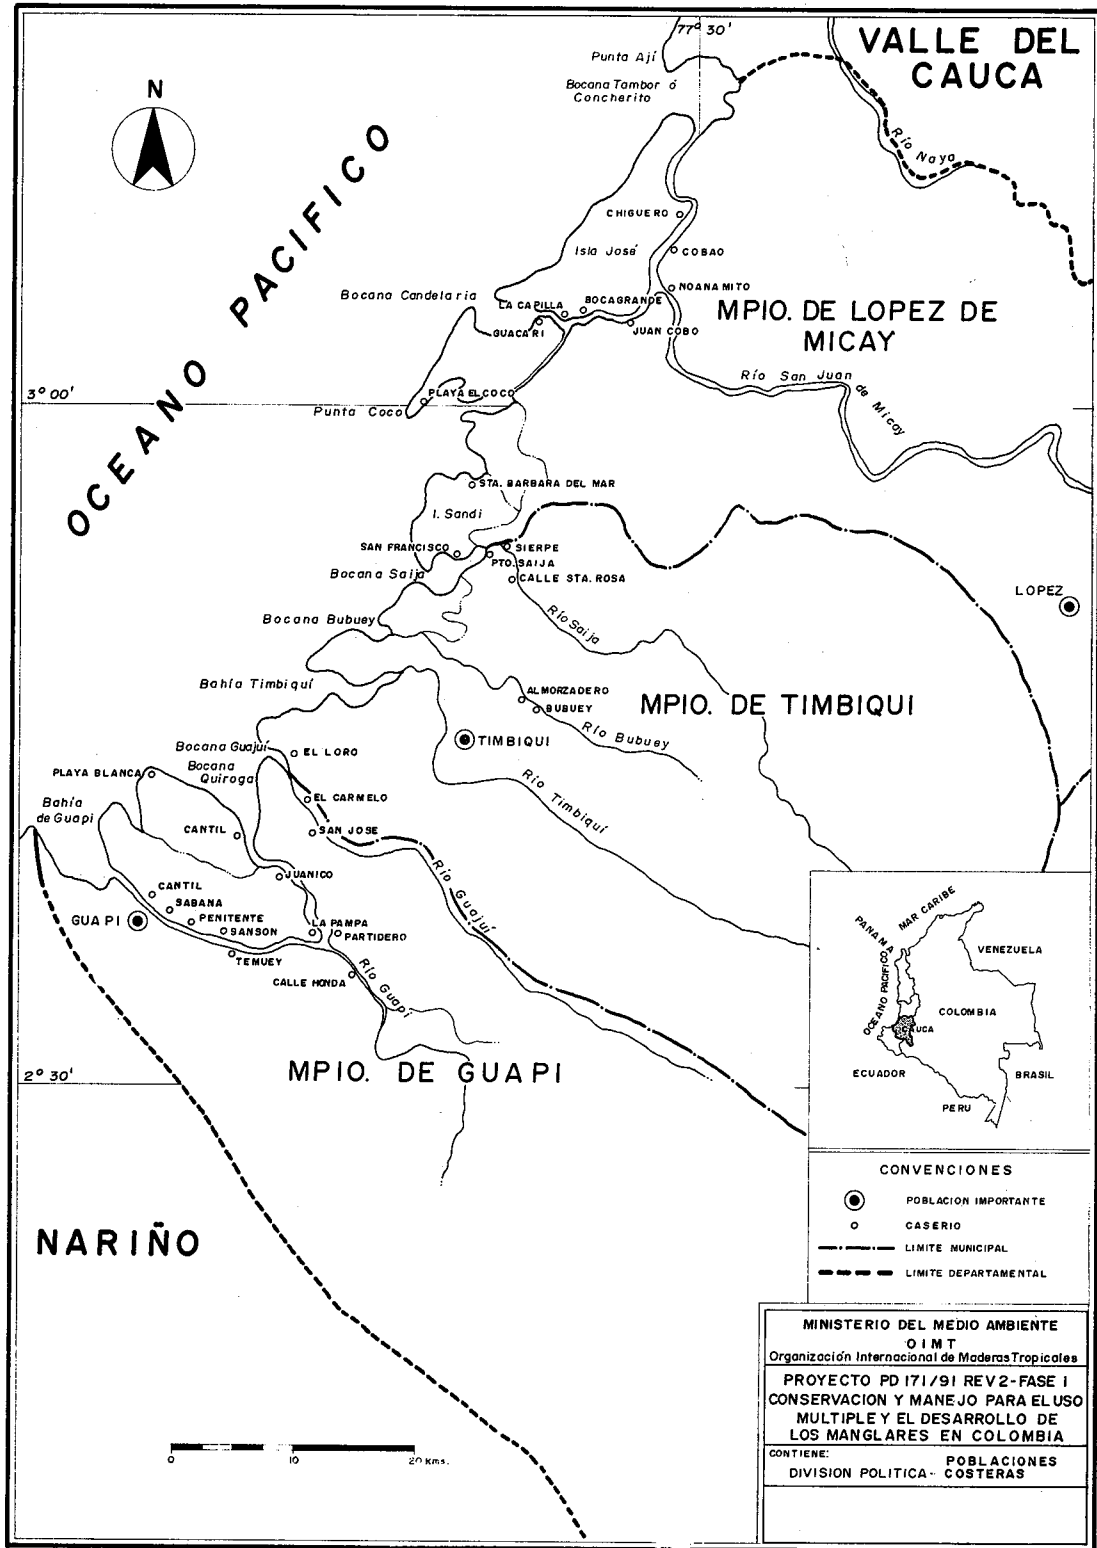 77º 30'
VALLE DEL
CAUCA
Punta Ají
Bocana Tambor ó
Concherito
N
Río Naya
OCEANO PACIFICO
CHIGUERO
Isla José
COBAO
NOANAMITO
Bocana Candelaria
LA CAPILLA
BOCAGRANDE
GUACARI
JUAN COBO
MPIO. DE LOPEZ DE
MICAY
Río San Juan de Micay
3º 00'
PLAYA EL COCO
Punta Coco
STA. BARBARA DEL MAR
I. Sandi
SAN FRANCISCO
SIERPE
PTO. SAIJA
Bocana Saija
CALLE STA. ROSA
LOPEZ
Río Saija
Bocana Bubuey
Bahía Timbiquí
ALMORZADERO
BUBUEY
MPIO. DE TIMBIQUI
Río Bubuey
TIMBIQUI
Bocana Guajuí
EL LORO
Bocana
Quiroga
PLAYA BLANCA
Río Timbiquí
Bahía
de Guapi
EL CARMELO
CANTIL
SAN JOSE
Río Guajuí
JUANICO
CANTIL
SABANA
GUAPI
PENITENTE
SANSON
LA PAMPA
PARTIDERO
TEMUEY
CALLE HONDA
Río Guapi
MPIO. DE GUAPI
2º 30'
NARIÑO
MAR CARIBE
PANAMA
VENEZUELA
OCEANO PACIFICO
COLOMBIA
CAUCA
ECUADOR
BRASIL
PERU
CONVENCIONES
POBLACION IMPORTANTE
CASERIO
LIMITE MUNICIPAL
LIMITE DEPARTAMENTAL
0 10 20 Kms.
MINISTERIO DEL MEDIO AMBIENTE
OIMT
Organización Internacional de Maderas Tropicales
PROYECTO PD 171/91 REV 2-FASE I
CONSERVACION Y MANEJO PARA EL USO
MULTIPLE Y EL DESARROLLO DE
LOS MANGLARES EN COLOMBIA
CONTIENE:
DIVISION POLITICA - POBLACIONES
COSTERAS